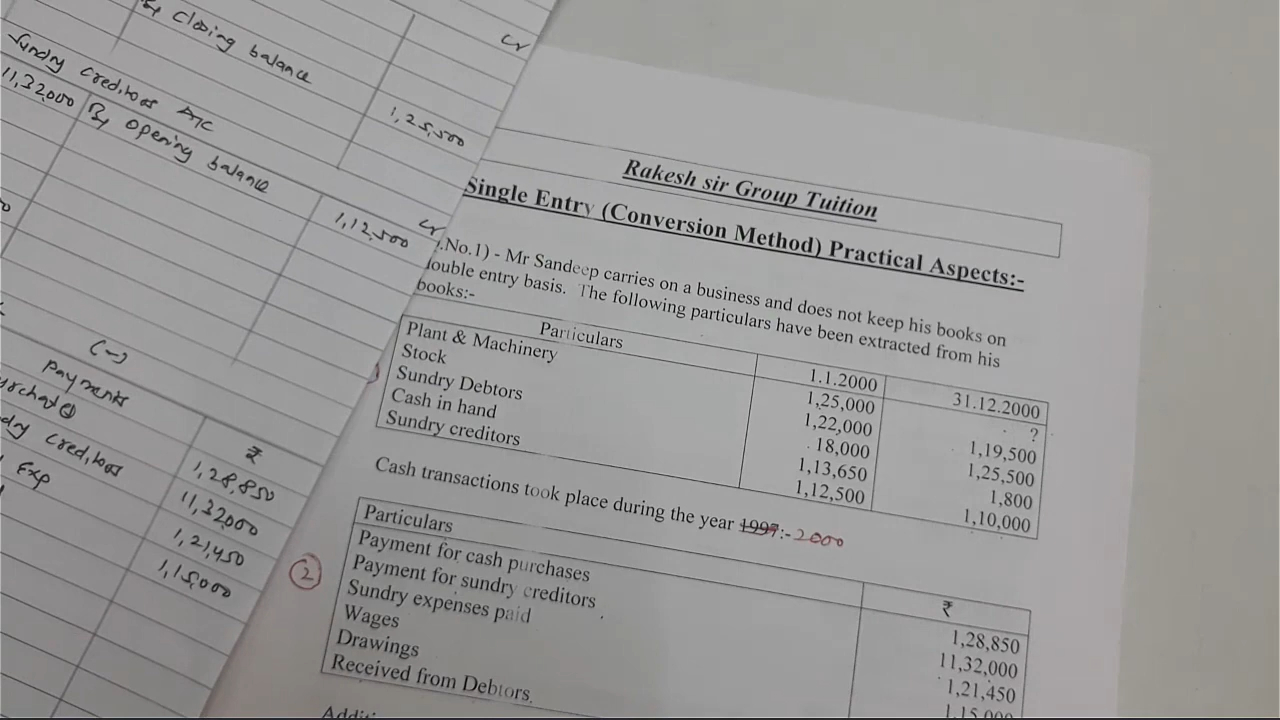 By closing balance
1,25,500
Cr
Sundry creditors A/C
Cr
11,32,000 By opening balance
1,12,500
(-)
payments
₹
1,28,850
11,32000
Exp
1,21,450
1,15,000
Rakesh sir Group Tuition
Single Entry (Conversion Method) Practical Aspects:-
.No.1) - Mr Sandeep carries on a business and does not keep his books on
double entry basis. The following particulars have been extracted from his
books:-
Particulars 1.1.2000 31.12.2000
Plant & Machinery 1,25,000 ?
Stock 1,22,000 1,19,500
Sundry Debtors 18,000 1,25,500
Cash in hand 1,13,650 1,800
Sundry creditors 1,12,500 1,10,000
Cash transactions took place during the year 1997:- 2000
2
Particulars ₹
Payment for cash purchases 1,28,850
Payment for sundry creditors 11,32,000
Sundry expenses paid 1,21,450
Wages 1,15,000
Drawings
Received from Debtors.